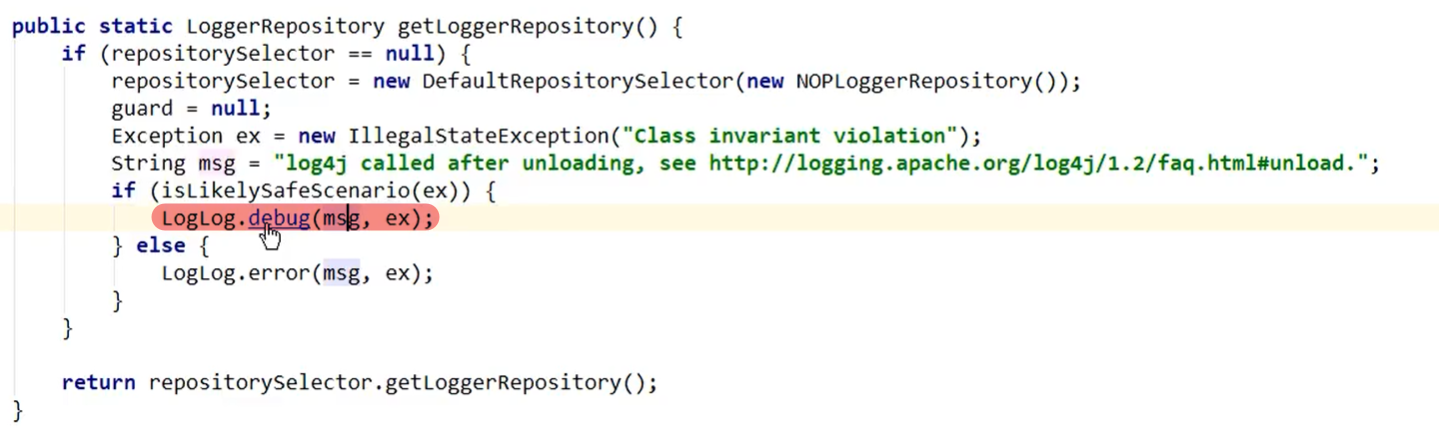 public static LoggerRepository getLoggerRepository() {
    if (repositorySelector == null) {
        repositorySelector = new DefaultRepositorySelector(new NOPLoggerRepository());
        guard = null;
        Exception ex = new IllegalStateException("Class invariant violation");
        String msg = "log4j called after unloading, see http://logging.apache.org/log4j/1.2/faq.html#unload.";
        if (isLikelySafeScenario(ex)) {
            LogLog.debug(msg, ex);
        } else {
            LogLog.error(msg, ex);
        }
    }
    return repositorySelector.getLoggerRepository();
}